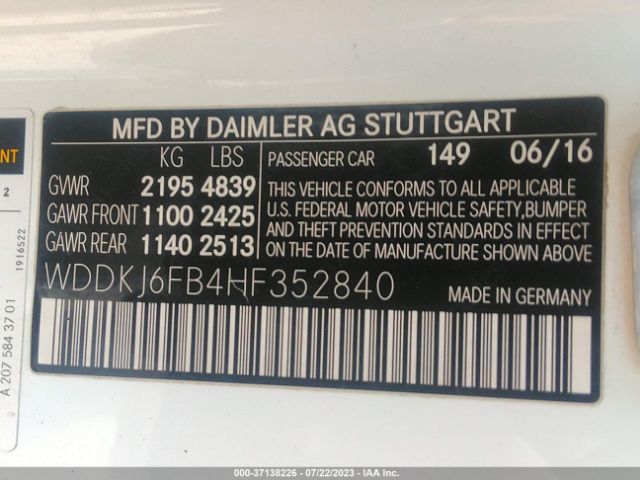 MFD BY DAIMLER AG STUTTGART
KG LBS
GVWR 2195 4839
GAWR FRONT 1100 2425
GAWR REAR 1140 2513
PASSENGER CAR 149 06/16
THIS VEHICLE CONFORMS TO ALL APPLICABLE
U.S. FEDERAL MOTOR VEHICLE SAFETY, BUMPER
AND THEFT PREVENTION STANDARDS IN EFFECT
ON THE DATE OF MANUFACTURE SHOWN ABOVE.
WDDKJ6FB4HF352840 MADE IN GERMANY
2
1916522
A 207 584 37 01
000-37138226 - 07/22/2023 - IAA Inc.